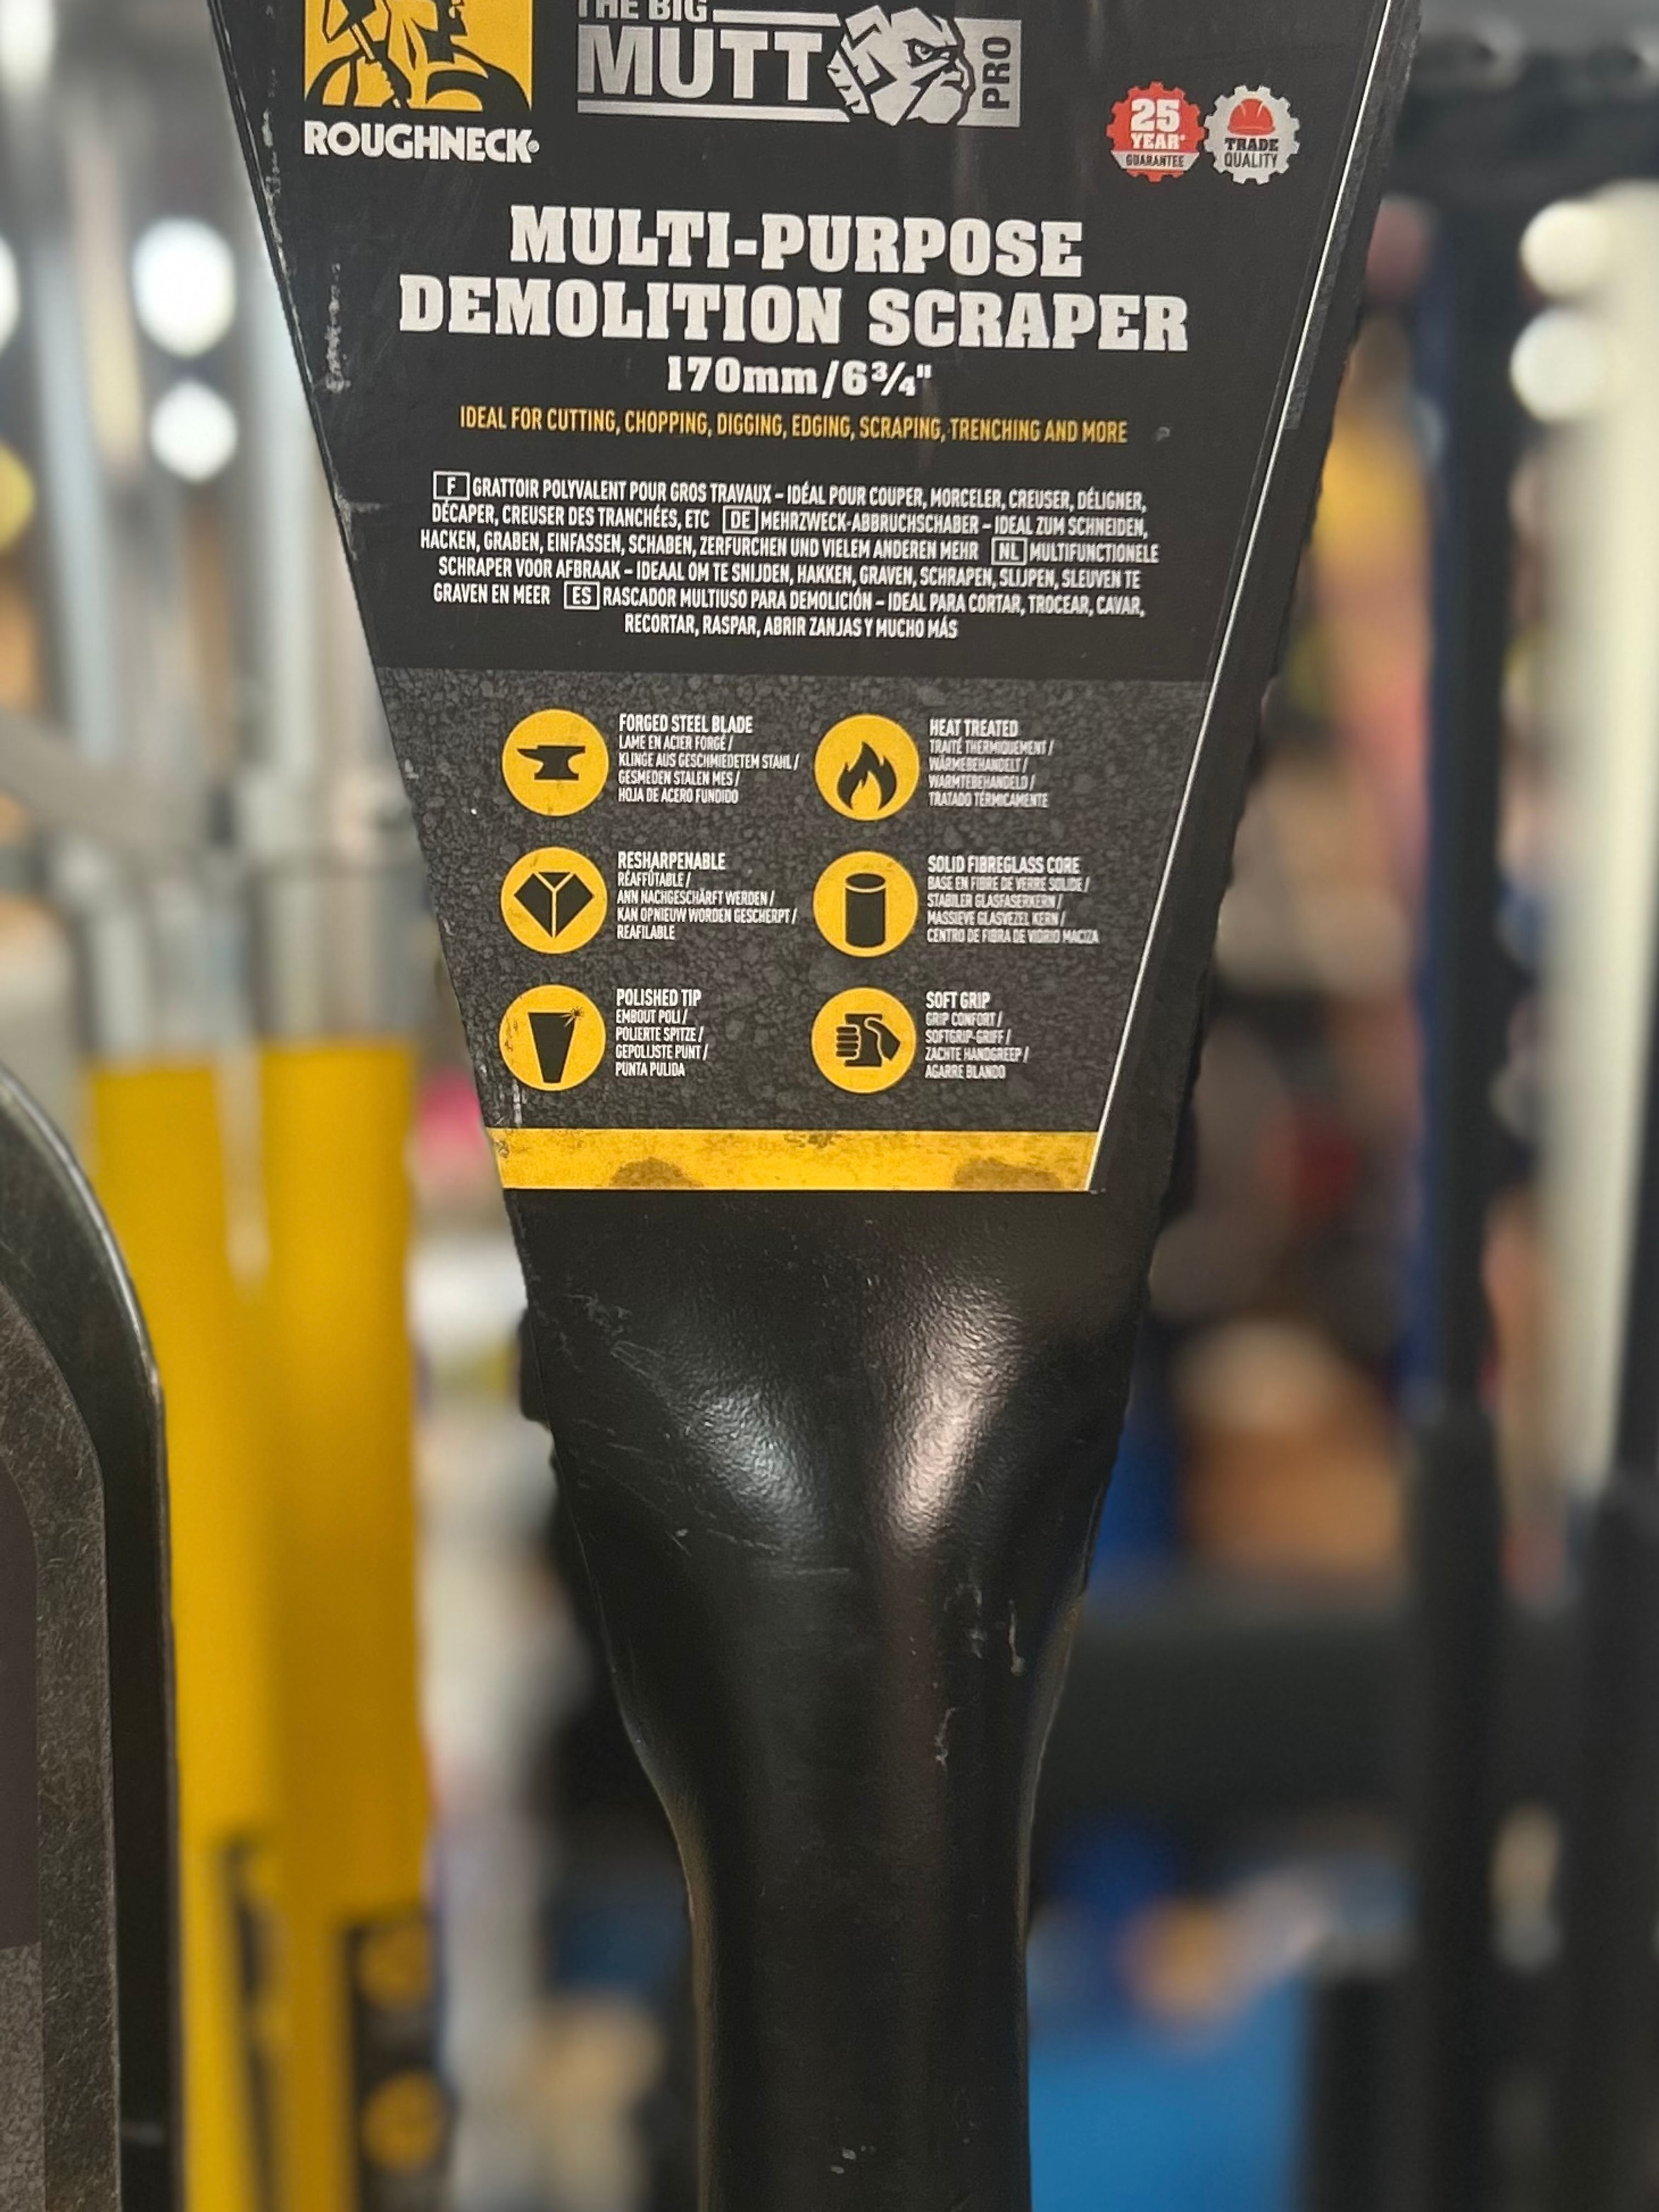 THE BIG
MUTT
PRO
ROUGHNECK®
25
YEAR*
GUARANTEE
TRADE
QUALITY
MULTI-PURPOSE
DEMOLITION SCRAPER
170mm/6¾"
IDEAL FOR CUTTING, CHOPPING, DIGGING, EDGING, SCRAPING, TRENCHING AND MORE
F GRATTOIR POLYVALENT POUR GROS TRAVAUX – IDÉAL POUR COUPER, MORCELER, CREUSER, DÉLIGNER,
DÉCAPER, CREUSER DES TRANCHÉES, ETC DE MEHRZWECK-ABBRUCHSCHABER – IDEAL ZUM SCHNEIDEN,
HACKEN, GRABEN, EINFASSEN, SCHABEN, ZERFURCHEN UND VIELEM ANDEREN MEHR NL MULTIFUNCTIONELE
SCHRAPER VOOR AFBRAAK – IDEAAL OM TE SNIJDEN, HAKKEN, GRAVEN, SCHRAPEN, SLIJPEN, SLEUVEN TE
GRAVEN EN MEER ES RASCADOR MULTIUSO PARA DEMOLICIÓN – IDEAL PARA CORTAR, TROCEAR, CAVAR,
RECORTAR, RASPAR, ABRIR ZANJAS Y MUCHO MÁS
FORGED STEEL BLADE
LAME EN ACIER FORGÉ /
KLINGE AUS GESCHMIEDETEM STAHL /
GESMEDEN STALEN MES /
HOJA DE ACERO FUNDIDO
HEAT TREATED
TRAITÉ THERMIQUEMENT /
WÄRMEBEHANDELT /
WARMTEBEHANDELD /
TRATADO TÉRMICAMENTE
RESHARPENABLE
RÉAFFÛTABLE /
ANN NACHGESCHÄRFT WERDEN /
KAN OPNIEUW WORDEN GESCHERPT /
REAFILABLE
SOLID FIBREGLASS CORE
BASE EN FIBRE DE VERRE SOLIDE /
STABILER GLASFASERKERN /
MASSIEVE GLASVEZEL KERN /
CENTRO DE FIBRA DE VIDRIO MACIZA
POLISHED TIP
EMBOUT POLI /
POLIERTE SPITZE /
GEPOLIJSTE PUNT /
PUNTA PULIDA
SOFT GRIP
GRIP CONFORT /
SOFTGRIP-GRIFF /
ZACHTE HANDGREEP /
AGARRE BLANDO